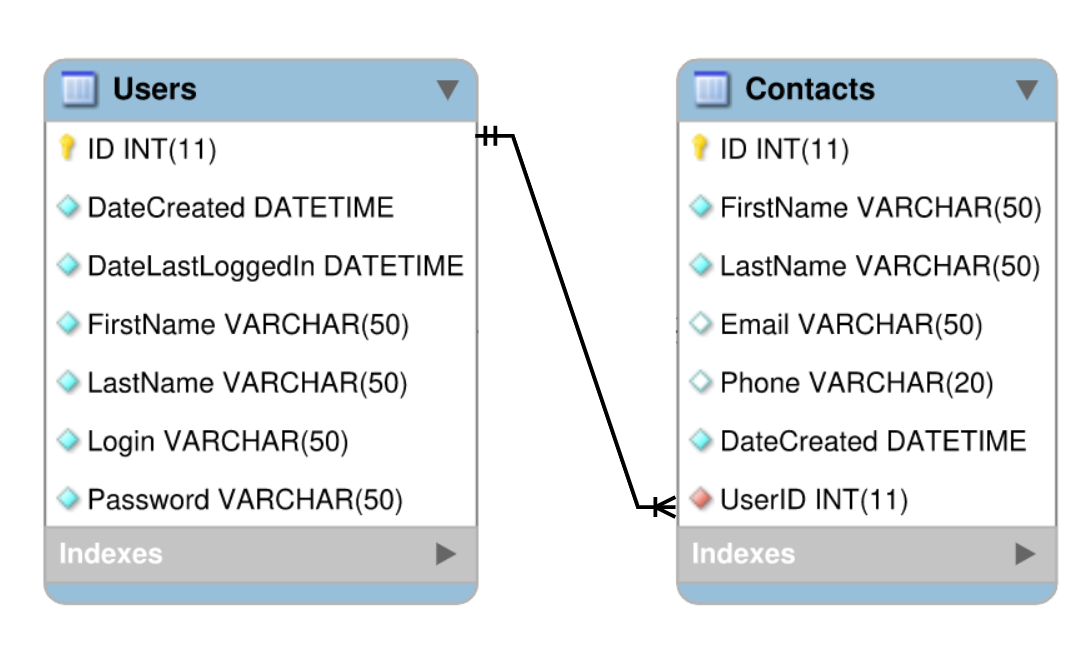 Users
ID INT(11)
DateCreated DATETIME
DateLastLoggedIn DATETIME
FirstName VARCHAR(50)
LastName VARCHAR(50)
Login VARCHAR(50)
Password VARCHAR(50)
Indexes
Contacts
ID INT(11)
FirstName VARCHAR(50)
LastName VARCHAR(50)
Email VARCHAR(50)
Phone VARCHAR(20)
DateCreated DATETIME
UserID INT(11)
Indexes